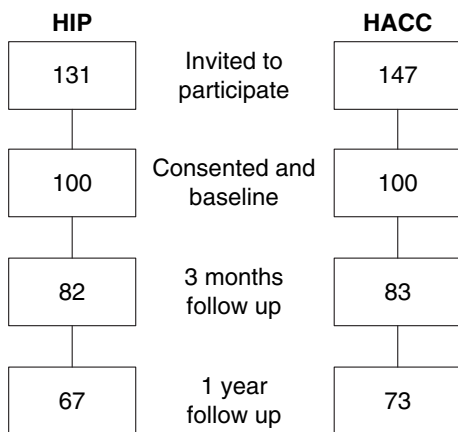 HIP
HACC
131
Invited to
participate
147
100
Consented and
baseline
100
82
3 months
follow up
83
67
1 year
follow up
73